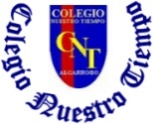 COLEGIO
NUESTRO TIEMPO
CNT
ALGARROBO
Colegio Nuestro Tiempo